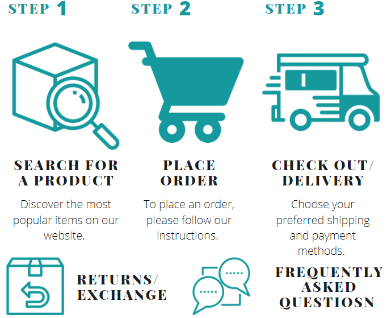 STEP 1
STEP 2
STEP 3
SEARCH FOR
A PRODUCT
Discover the most
popular items on our
website.
PLACE
ORDER
To place an order,
please follow our
instructions.
CHECK OUT/
DELIVERY
Choose your
preferred shipping
and payment
methods.
RETURNS/
EXCHANGE
FREQUENTLY
ASKED
QUESTIOSN